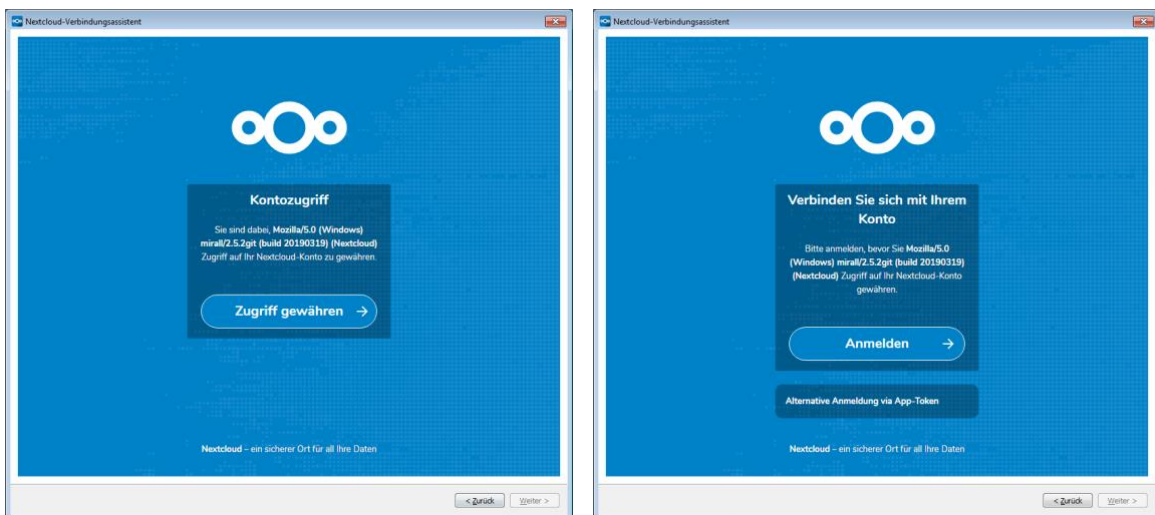 Nextcloud-Verbindungsassistent
Kontozugriff
Sie sind dabei, Mozilla/5.0 (Windows)
mirall/2.5.2git (build 20190319) (Nextcloud)
Zugriff auf Ihr Nextcloud-Konto zu gewähren.
Zugriff gewähren →
Nextcloud – ein sicherer Ort für all Ihre Daten
< Zurück
Weiter >
Nextcloud-Verbindungsassistent
Verbinden Sie sich mit Ihrem
Konto
Bitte anmelden, bevor Sie Mozilla/5.0
(Windows) mirall/2.5.2git (build 20190319)
(Nextcloud) Zugriff auf Ihr Nextcloud-Konto
gewähren.
Anmelden →
Alternative Anmeldung via App-Token
Nextcloud – ein sicherer Ort für all Ihre Daten
< Zurück
Weiter >